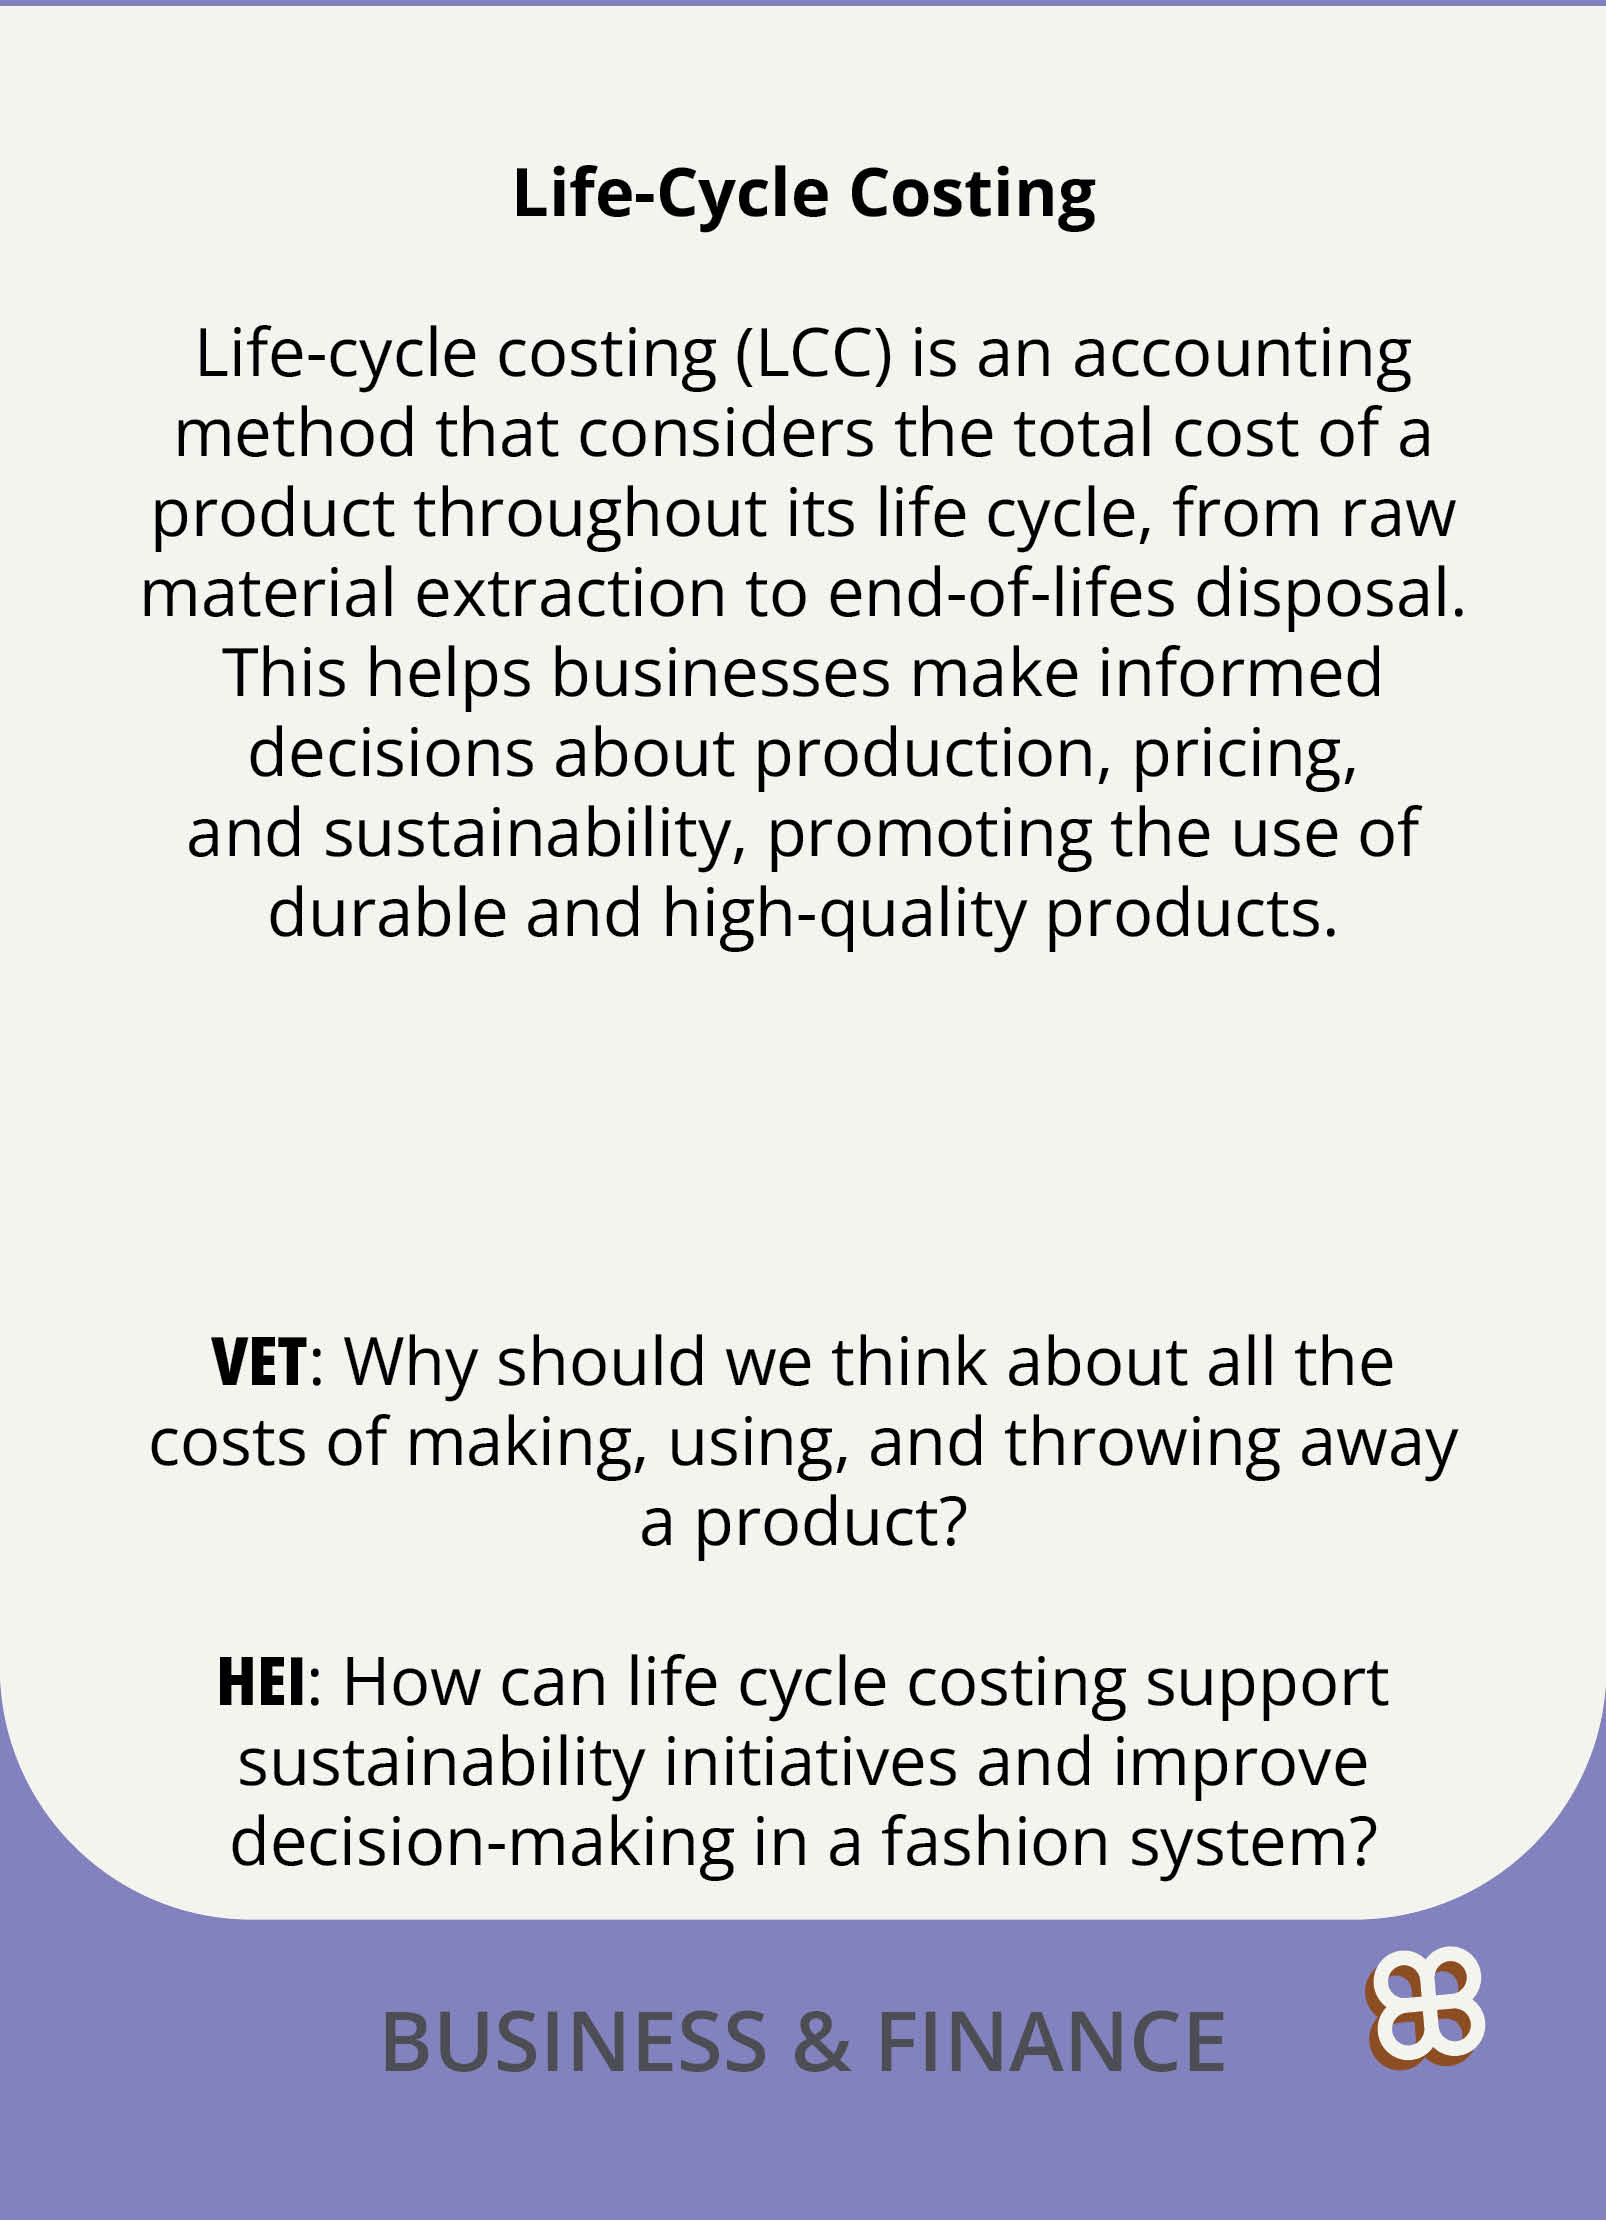 Life-Cycle Costing
Life-cycle costing (LCC) is an accounting
method that considers the total cost of a
product throughout its life cycle, from raw
material extraction to end-of-lifes disposal.
This helps businesses make informed
decisions about production, pricing,
and sustainability, promoting the use of
durable and high-quality products.
VET: Why should we think about all the
costs of making, using, and throwing away
a product?
HEI: How can life cycle costing support
sustainability initiatives and improve
decision-making in a fashion system?
BUSINESS & FINANCE